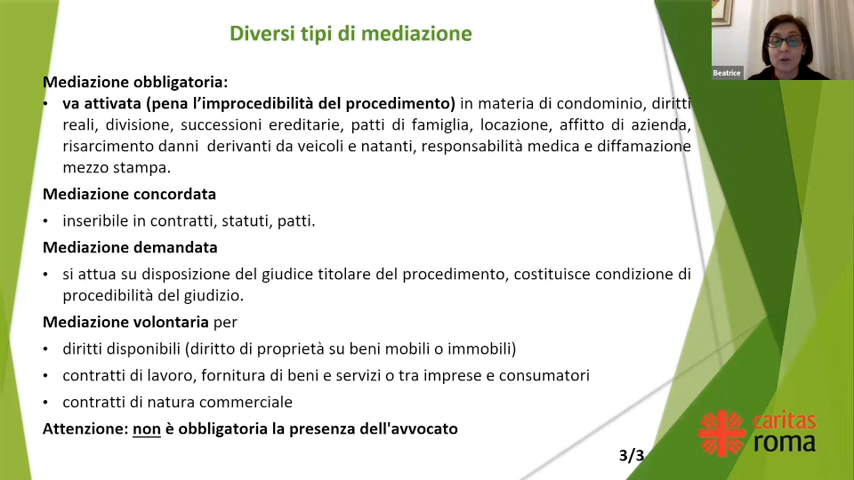 Diversi tipi di mediazione
Beatrice
Mediazione obbligatoria:
• va attivata (pena l'improcedibilità del procedimento) in materia di condominio, diritti
reali, divisione, successioni ereditarie, patti di famiglia, locazione, affitto di azienda,
risarcimento danni derivanti da veicoli e natanti, responsabilità medica e diffamazione
mezzo stampa.
Mediazione concordata
• inseribile in contratti, statuti, patti.
Mediazione demandata
• si attua su disposizione del giudice titolare del procedimento, costituisce condizione di
procedibilità del giudizio.
Mediazione volontaria per
• diritti disponibili (diritto di proprietà su beni mobili o immobili)
• contratti di lavoro, fornitura di beni e servizi o tra imprese e consumatori
• contratti di natura commerciale
Attenzione: non è obbligatoria la presenza dell'avvocato
caritas
roma
3/3